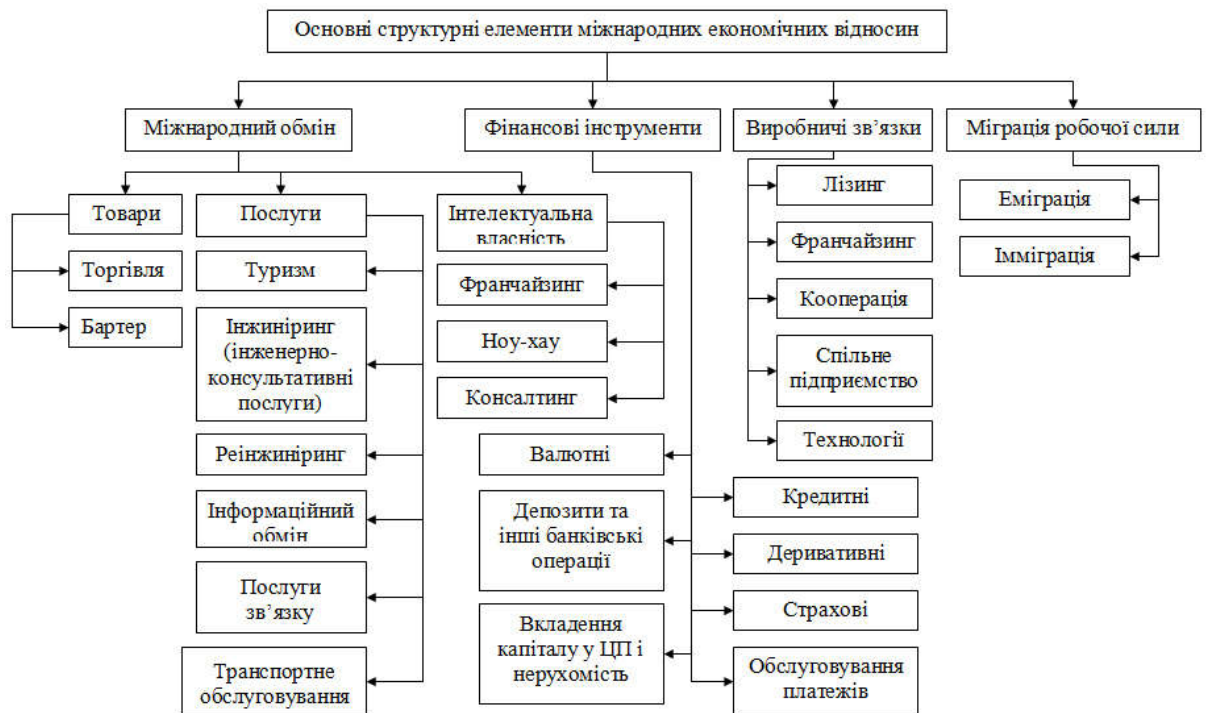 Основні структурні елементи міжнародних економічних відносин
Міжнародний обмін
Фінансові інструменти
Виробничі зв’язки
Міграція робочої сили
Товари
Торгівля
Бартер
Послуги
Туризм
Інжиніринг
(інженерно-
консультативні
послуги)
Реінжиніринг
Інформаційний
обмін
Послуги
зв’язку
Транспортне
обслуговування
Інтелектуальна
власність
Франчайзинг
Ноу-хау
Консалтинг
Валютні
Депозити та
інші банківські
операції
Вкладення
капіталу у ЦП і
нерухомість
Кредитні
Деривативні
Страхові
Обслуговування
платежів
Лізинг
Франчайзинг
Кооперація
Спільне
підприємство
Технології
Еміграція
Імміграція